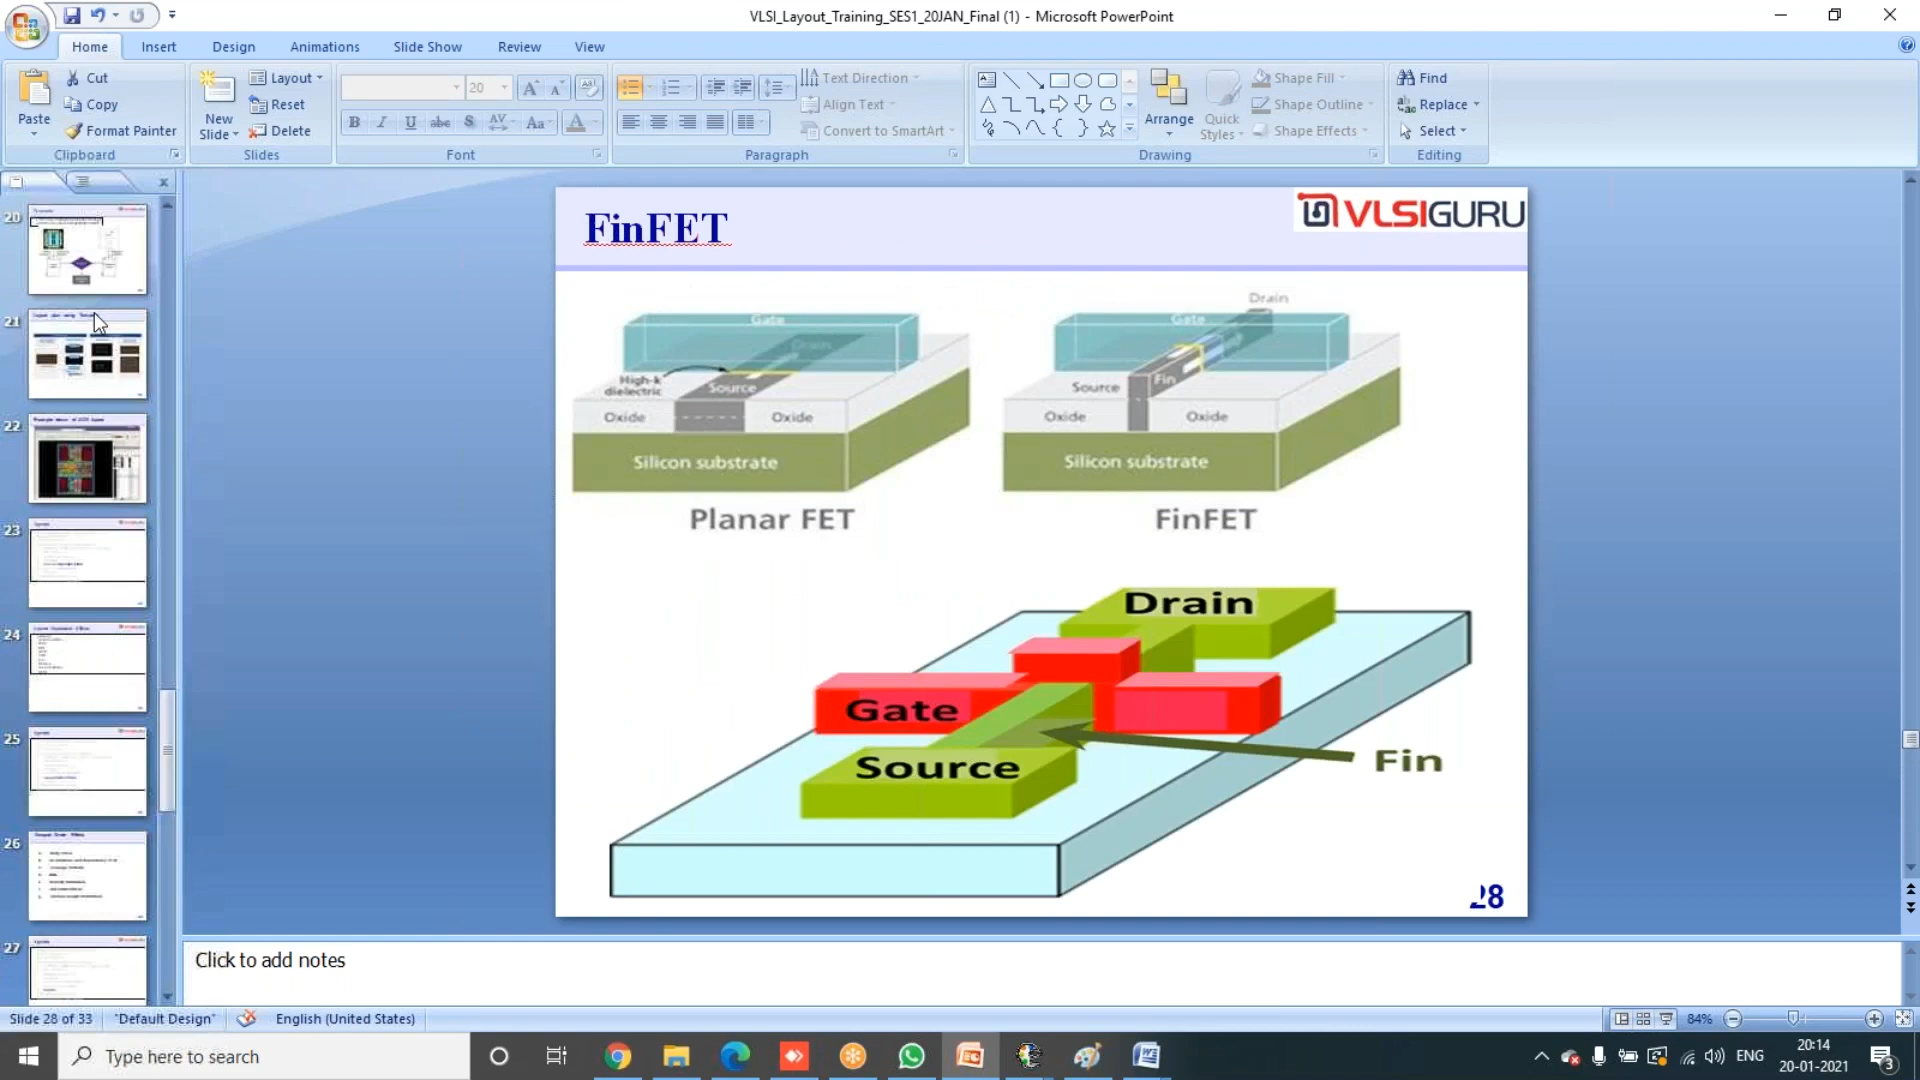 VLSI_Layout_Training_SES1_20JAN_Final (1) - Microsoft PowerPoint
Home Insert Design Animations Slide Show Review View
Paste
Cut
Copy
Format Painter
Clipboard
New
Slide
Layout
Reset
Delete
Slides
20
B I U abc S AV Aa A
Font
Text Direction
Align Text
Convert to SmartArt
Paragraph
Arrange
Quick
Styles
Shape Fill
Shape Outline
Shape Effects
Drawing
Find
Replace
Select
Editing
20
21
22
23
24
25
26
27
FinFET
VLSIGURU
Gate
Drain
High-k
dielectric
Source
Oxide
Oxide
Silicon substrate
Planar FET
Drain
Gate
Source
Fin
Oxide
Oxide
Silicon substrate
FinFET
Drain
Gate
Source
Fin
28
Click to add notes
Slide 28 of 33 "Default Design" English (United States) 84%
Type here to search
ENG
20:14
20-01-2021
3